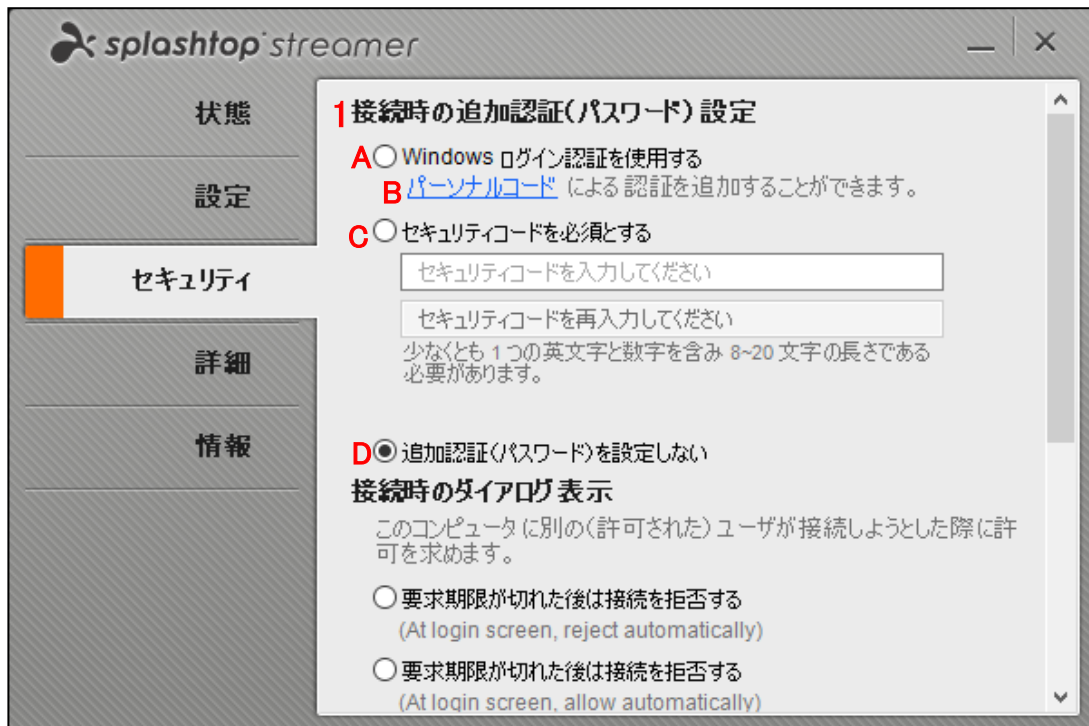 splashtop streamer
状態
設定
セキュリティ
詳細
情報
1 接続時の追加認証(パスワード) 設定
A Windows ログイン認証を使用する
B パーソナルコード による 認証を追加することができます。
C セキュリティコードを必須とする
セキュリティコードを入力してください
セキュリティコードを再入力してください
少なくとも 1 つの英文字と数字を含み 8~20 文字の長さである
必要があります。
D 追加認証(パスワード)を設定しない
接続時のダイアログ表示
このコンピュータに別の(許可された)ユーザが接続しようとした際に許
可を求めます。
要求期限が切れた後は接続を拒否する
(At login screen, reject automatically)
要求期限が切れた後は接続を拒否する
(At login screen, allow automatically)